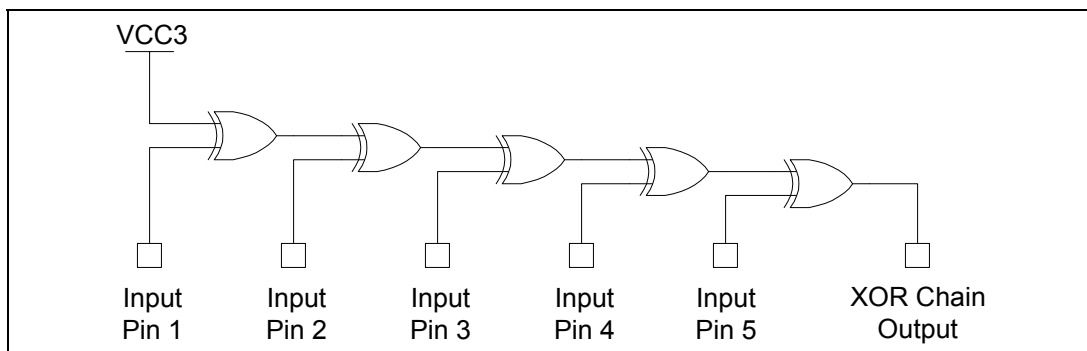 VCC3
Input
Pin 1
Input
Pin 2
Input
Pin 3
Input
Pin 4
Input
Pin 5
XOR Chain
Output